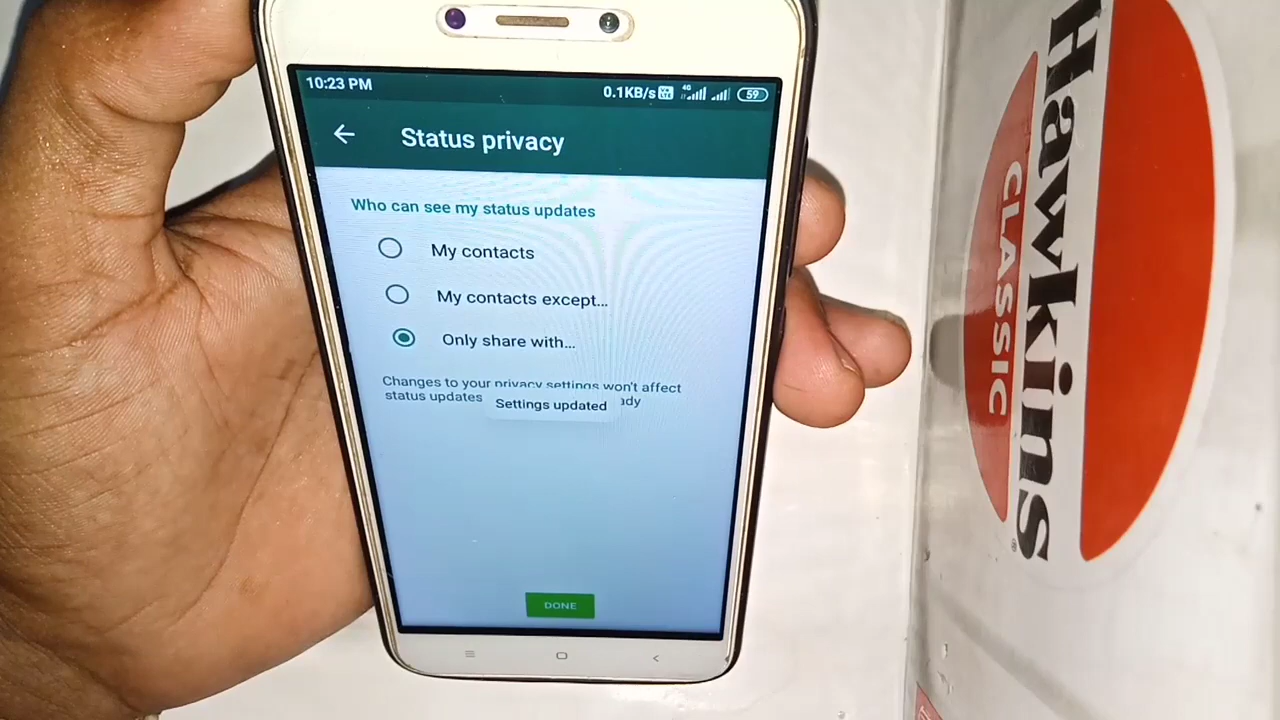 10:23 PM
0.1KB/s 4G 59
Status privacy
Who can see my status updates
My contacts
My contacts except...
Only share with...
Changes to your privacy settings won't affect
status updates
Settings updated
DONE
Hawkins
CLASSIC